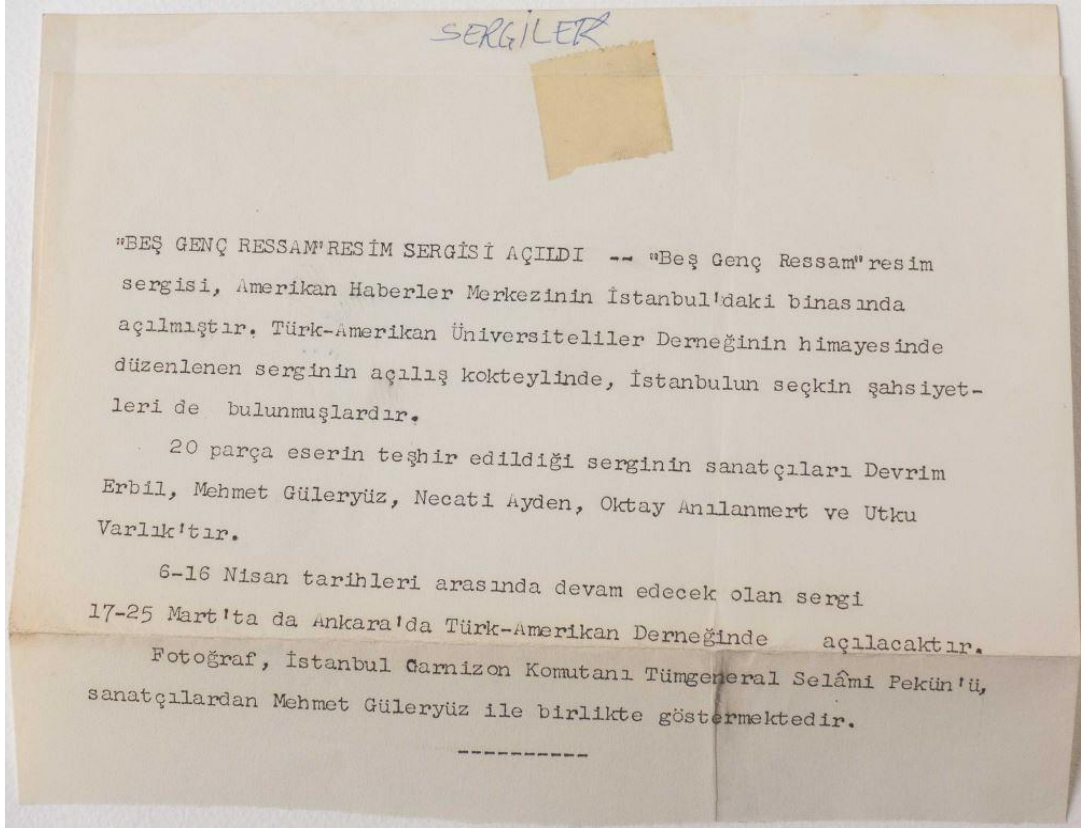 SERGİLER
"BEŞ GENÇ RESSAM"RESİM SERGİSİ AÇILDI -- "Beş Genç Ressam"resim
sergisi, Amerikan Haberler Merkezinin İstanbul'daki binasında
açılmıştır. Türk-Amerikan Üniversiteliler Derneğinin himayesinde
düzenlenen serginin açılış kokteylinde, İstanbulun seçkin şahsiyet-
leri de bulunmuşlardır.
20 parça eserin teşhir edildiği serginin sanatçıları Devrim
Erbil, Mehmet Güleryüz, Necati Ayden, Oktay Anılanmert ve Utku
Varlık'tır.
6-16 Nisan tarihleri arasında devam edecek olan sergi
17-25 Mart'ta da Ankara'da Türk-Amerikan Derneğinde açılacaktır.
Fotoğraf, İstanbul Garnizon Komutanı Tümgeneral Selâmi Pekün'ü,
sanatçılardan Mehmet Güleryüz ile birlikte göstermektedir.
----------